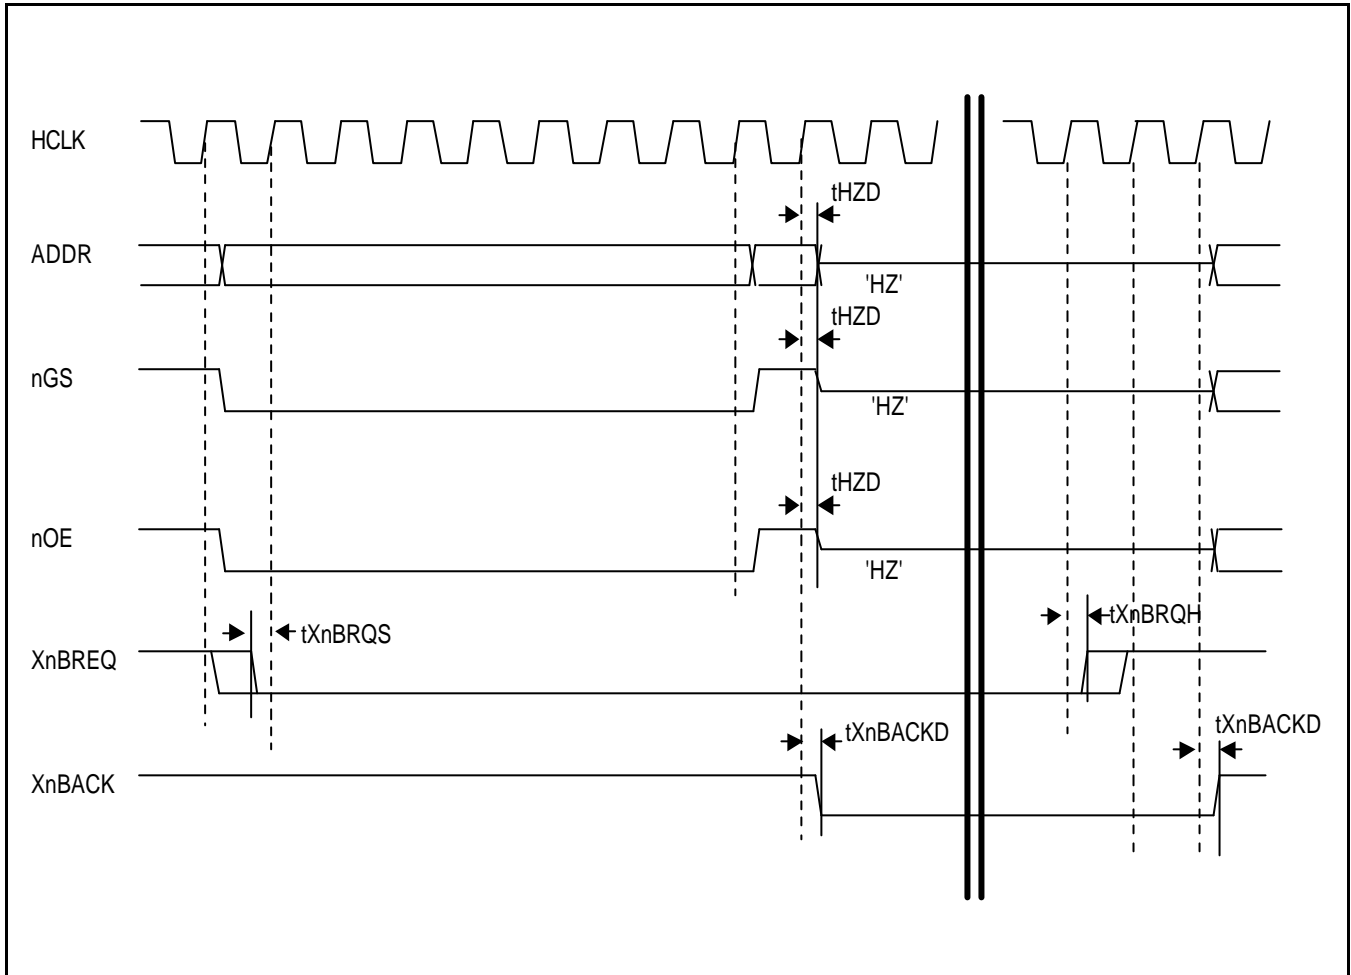 HCLK
tHZD
ADDR
'HZ'
tHZD
nGS
'HZ'
tHZD
nOE
'HZ'
tXnBRQS
tXnBRQH
XnBREQ
tXnBACKD
tXnBACKD
XnBACK